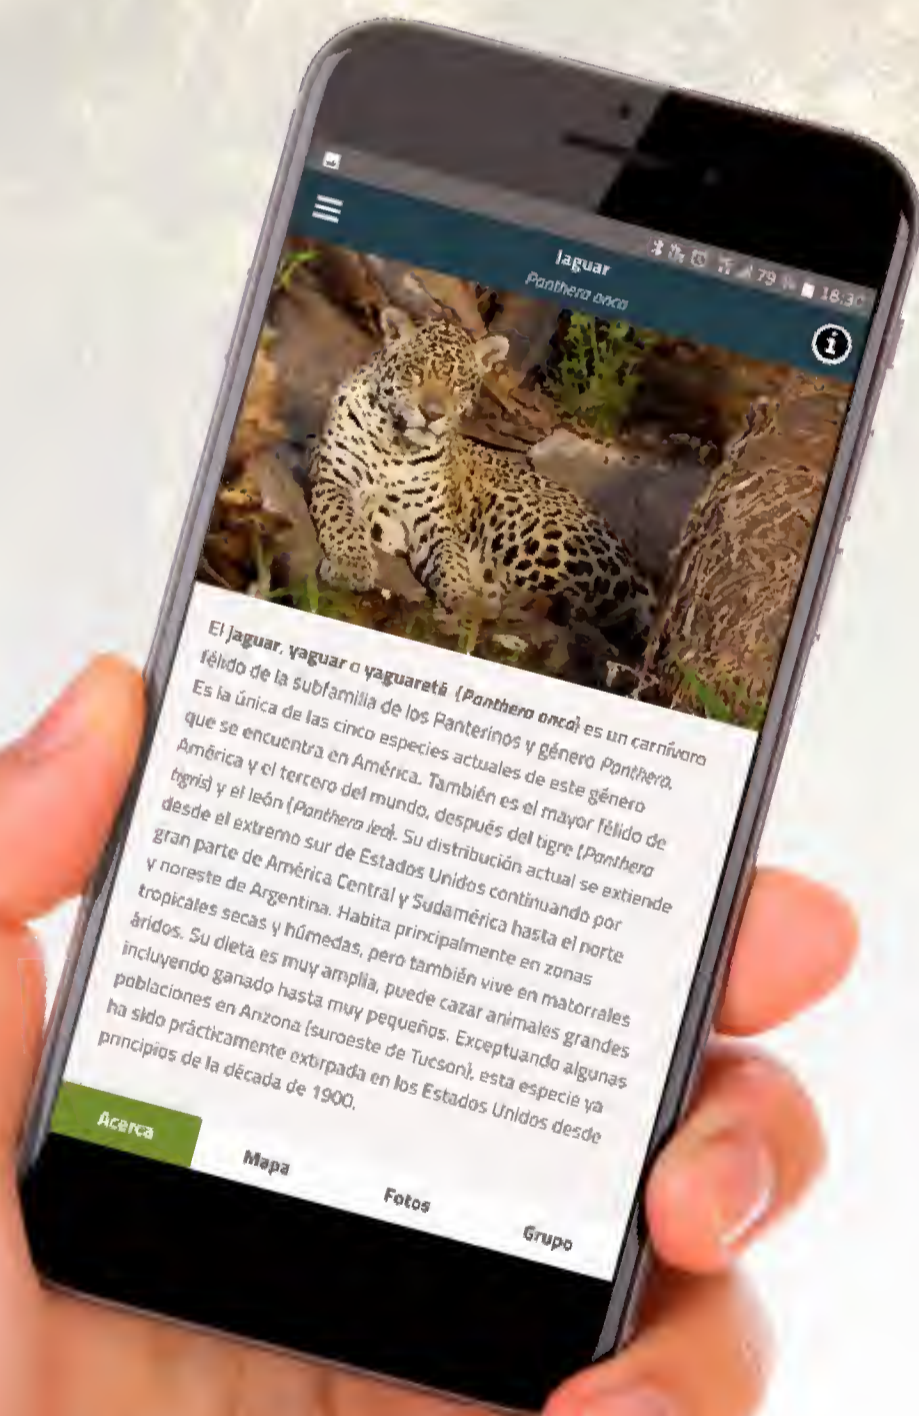 79 % 18:30
Jaguar
Panthera onca
El jaguar, yaguar o yaguareté (Panthera onca) es un carnívoro
félido de la subfamilia de los Panterinos y género Panthera.
Es la única de las cinco especies actuales de este género
que se encuentra en América. También es el mayor félido de
América y el tercero del mundo, después del tigre (Panthera
tigris) y el león (Panthera leo). Su distribución actual se extiende
desde el extremo sur de Estados Unidos continuando por
gran parte de América Central y Sudamérica hasta el norte
y noreste de Argentina. Habita principalmente en zonas
tropicales secas y húmedas, pero también vive en matorrales
áridos. Su dieta es muy amplia, puede cazar animales grandes
incluyendo ganado hasta muy pequeños. Exceptuando algunas
poblaciones en Arizona (suroeste de Tucson), esta especie ya
ha sido prácticamente extirpada en los Estados Unidos desde
principios de la década de 1900.
Acerca Mapa Fotos Grupo